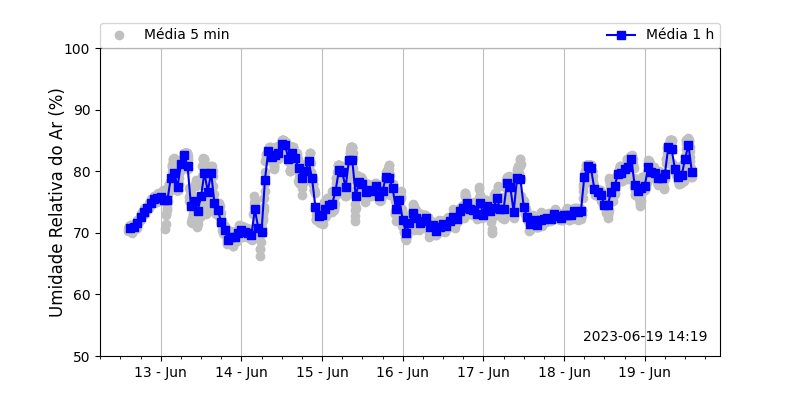 Média 5 min
Média 1 h
Umidade Relativa do Ar (%)
100
90
80
70
60
50
2023-06-19 14:19
13 - Jun
14 - Jun
15 - Jun
16 - Jun
17 - Jun
18 - Jun
19 - Jun